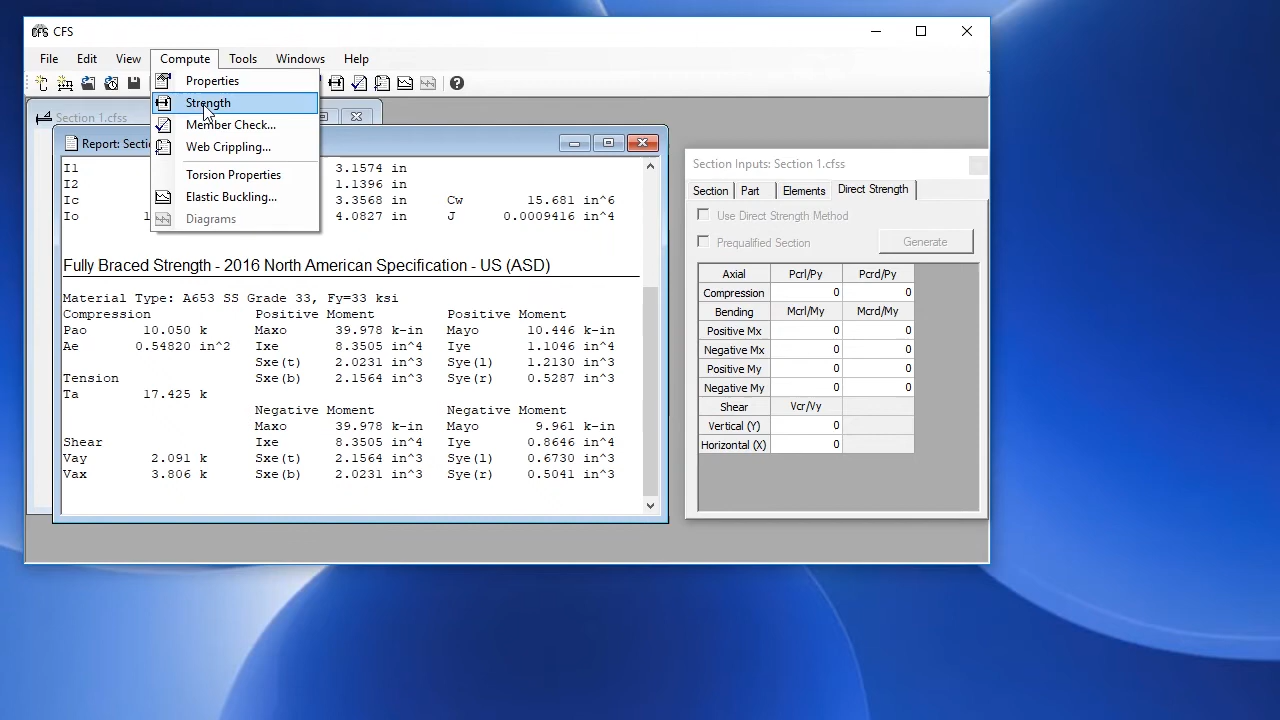 CFS CFS
File Edit View Compute Tools Windows Help
Properties
Strength
Member Check...
Web Crippling...
Torsion Properties
Elastic Buckling...
Diagrams
Section 1.cfss
Report: Secti
I1 3.1574 in
I2 1.1396 in
Ic 3.3568 in Cw 15.681 in^6
Io 1 4.0827 in J 0.0009416 in^4
Fully Braced Strength - 2016 North American Specification - US (ASD)
Material Type: A653 SS Grade 33, Fy=33 ksi
Compression Positive Moment Positive Moment
Pao 10.050 k Maxo 39.978 k-in Mayo 10.446 k-in
Ae 0.54820 in^2 Ixe 8.3505 in^4 Iye 1.1046 in^4
Sxe(t) 2.0231 in^3 Sye(l) 1.2130 in^3
Tension Sxe(b) 2.1564 in^3 Sye(r) 0.5287 in^3
Ta 17.425 k
Negative Moment Negative Moment
Maxo 39.978 k-in Mayo 9.961 k-in
Shear Ixe 8.3505 in^4 Iye 0.8646 in^4
Vay 2.091 k Sxe(t) 2.1564 in^3 Sye(l) 0.6730 in^3
Vax 3.806 k Sxe(b) 2.0231 in^3 Sye(r) 0.5041 in^3
Section Inputs: Section 1.cfss
Section Part Elements Direct Strength
Use Direct Strength Method
Prequalified Section Generate
Axial Pcrl/Py Pcrd/Py
Compression 0 0
Bending Mcrl/My Mcrd/My
Positive Mx 0 0
Negative Mx 0 0
Positive My 0 0
Negative My 0 0
Shear Vcr/Vy
Vertical (Y) 0
Horizontal (X) 0